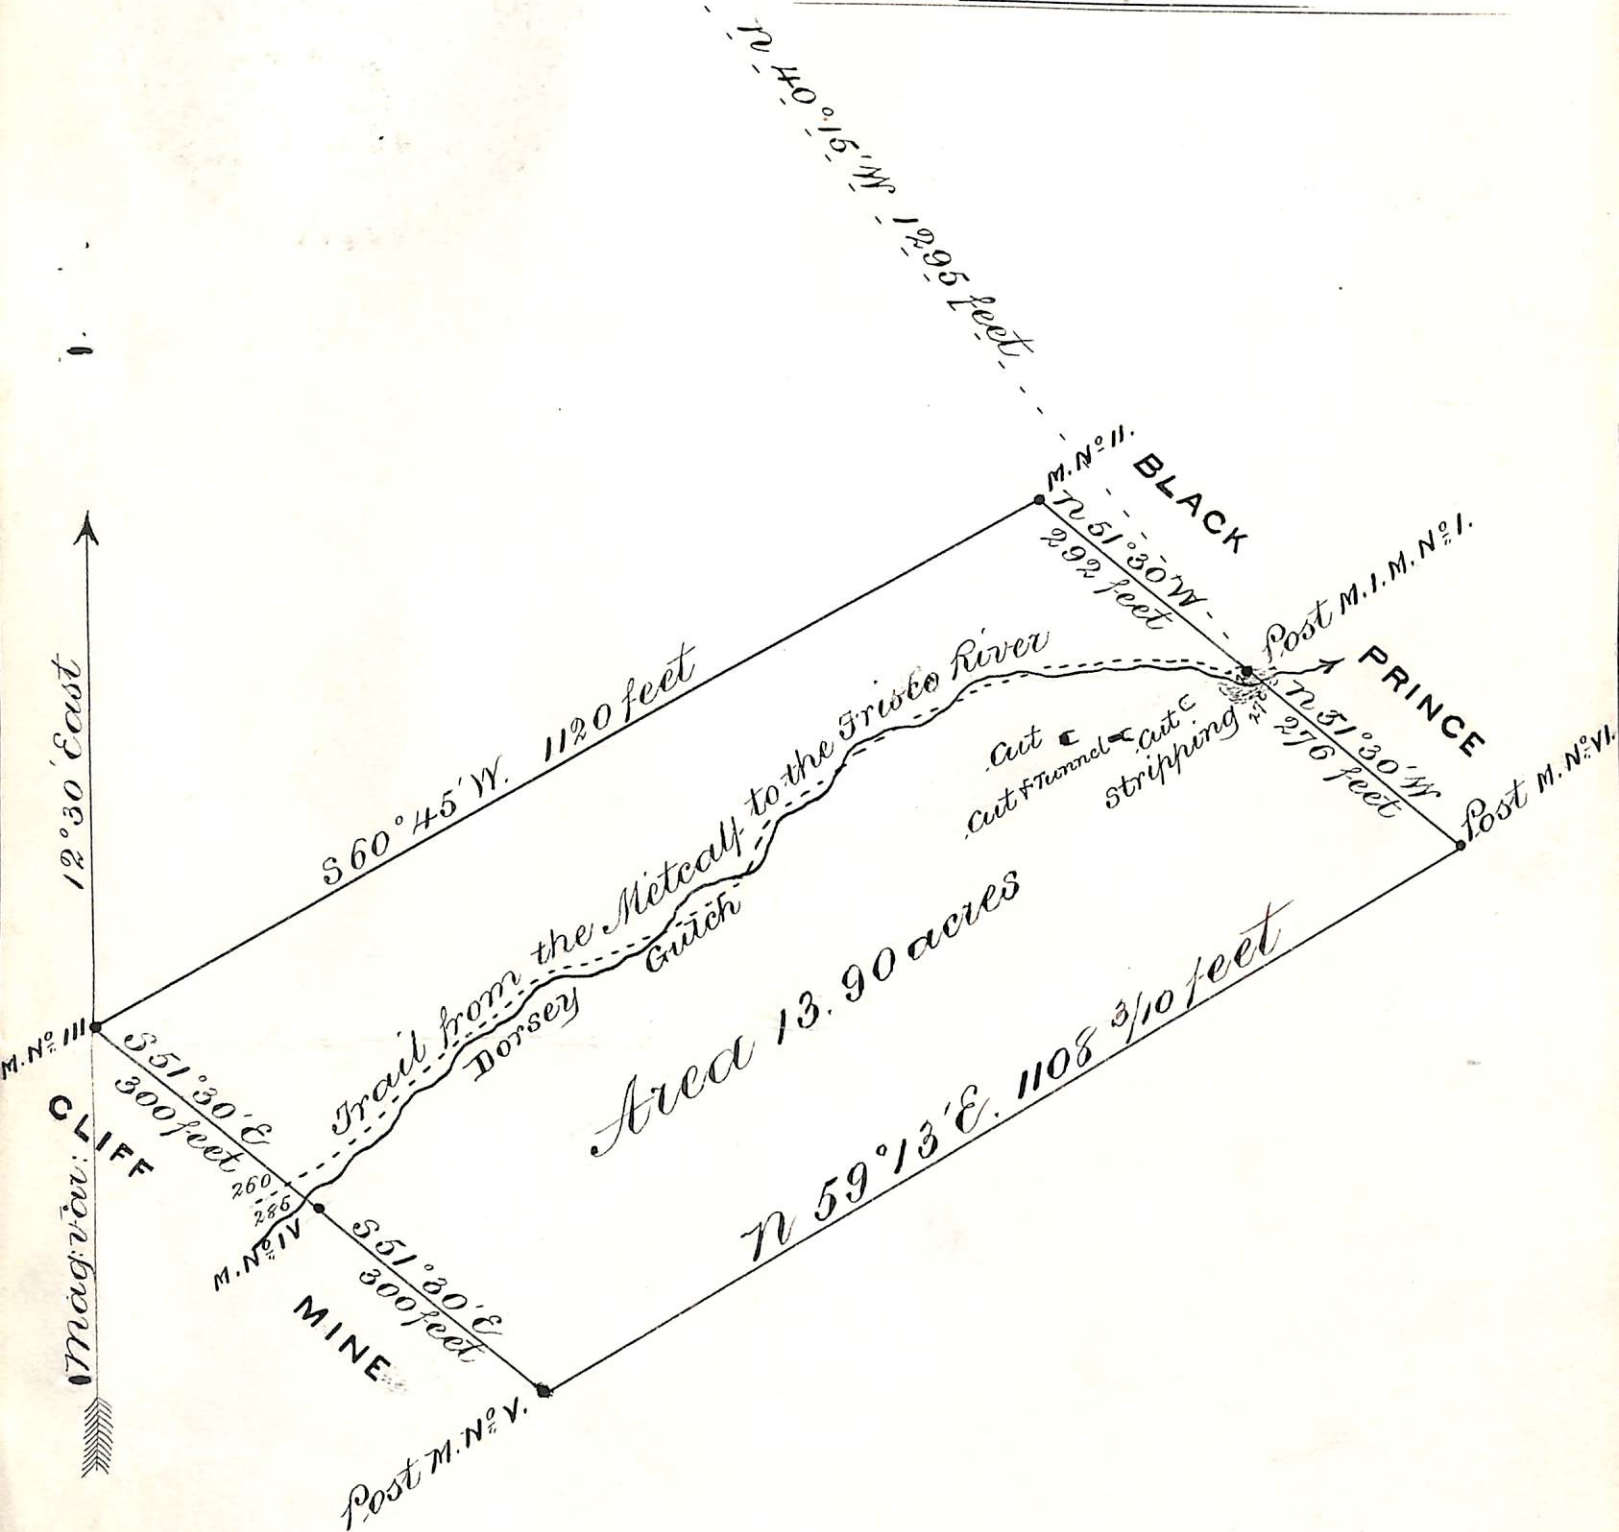 N 40°15'W 1295 feet
M. No II.
BLACK
N 51°30'W
292 feet
Post M.I.M. No I.
PRINCE
N 51°30'W
276 feet
Post M. No VI.
12°30' East
S 60°45' W. 1120 feet
Trail from the Metcalf to the Frisko River
Cut
Cut & Tunnel
Cut
Stripping
Dorsey Gulch
Area 13.90 acres
M. No III
S 51°30' E
300 feet
CLIFF
260
286
M. No IV
Mag: var:
N 59°13' E. 1108 3/10 feet
S 51°30' E
300 feet
MINE
Post M. No V.